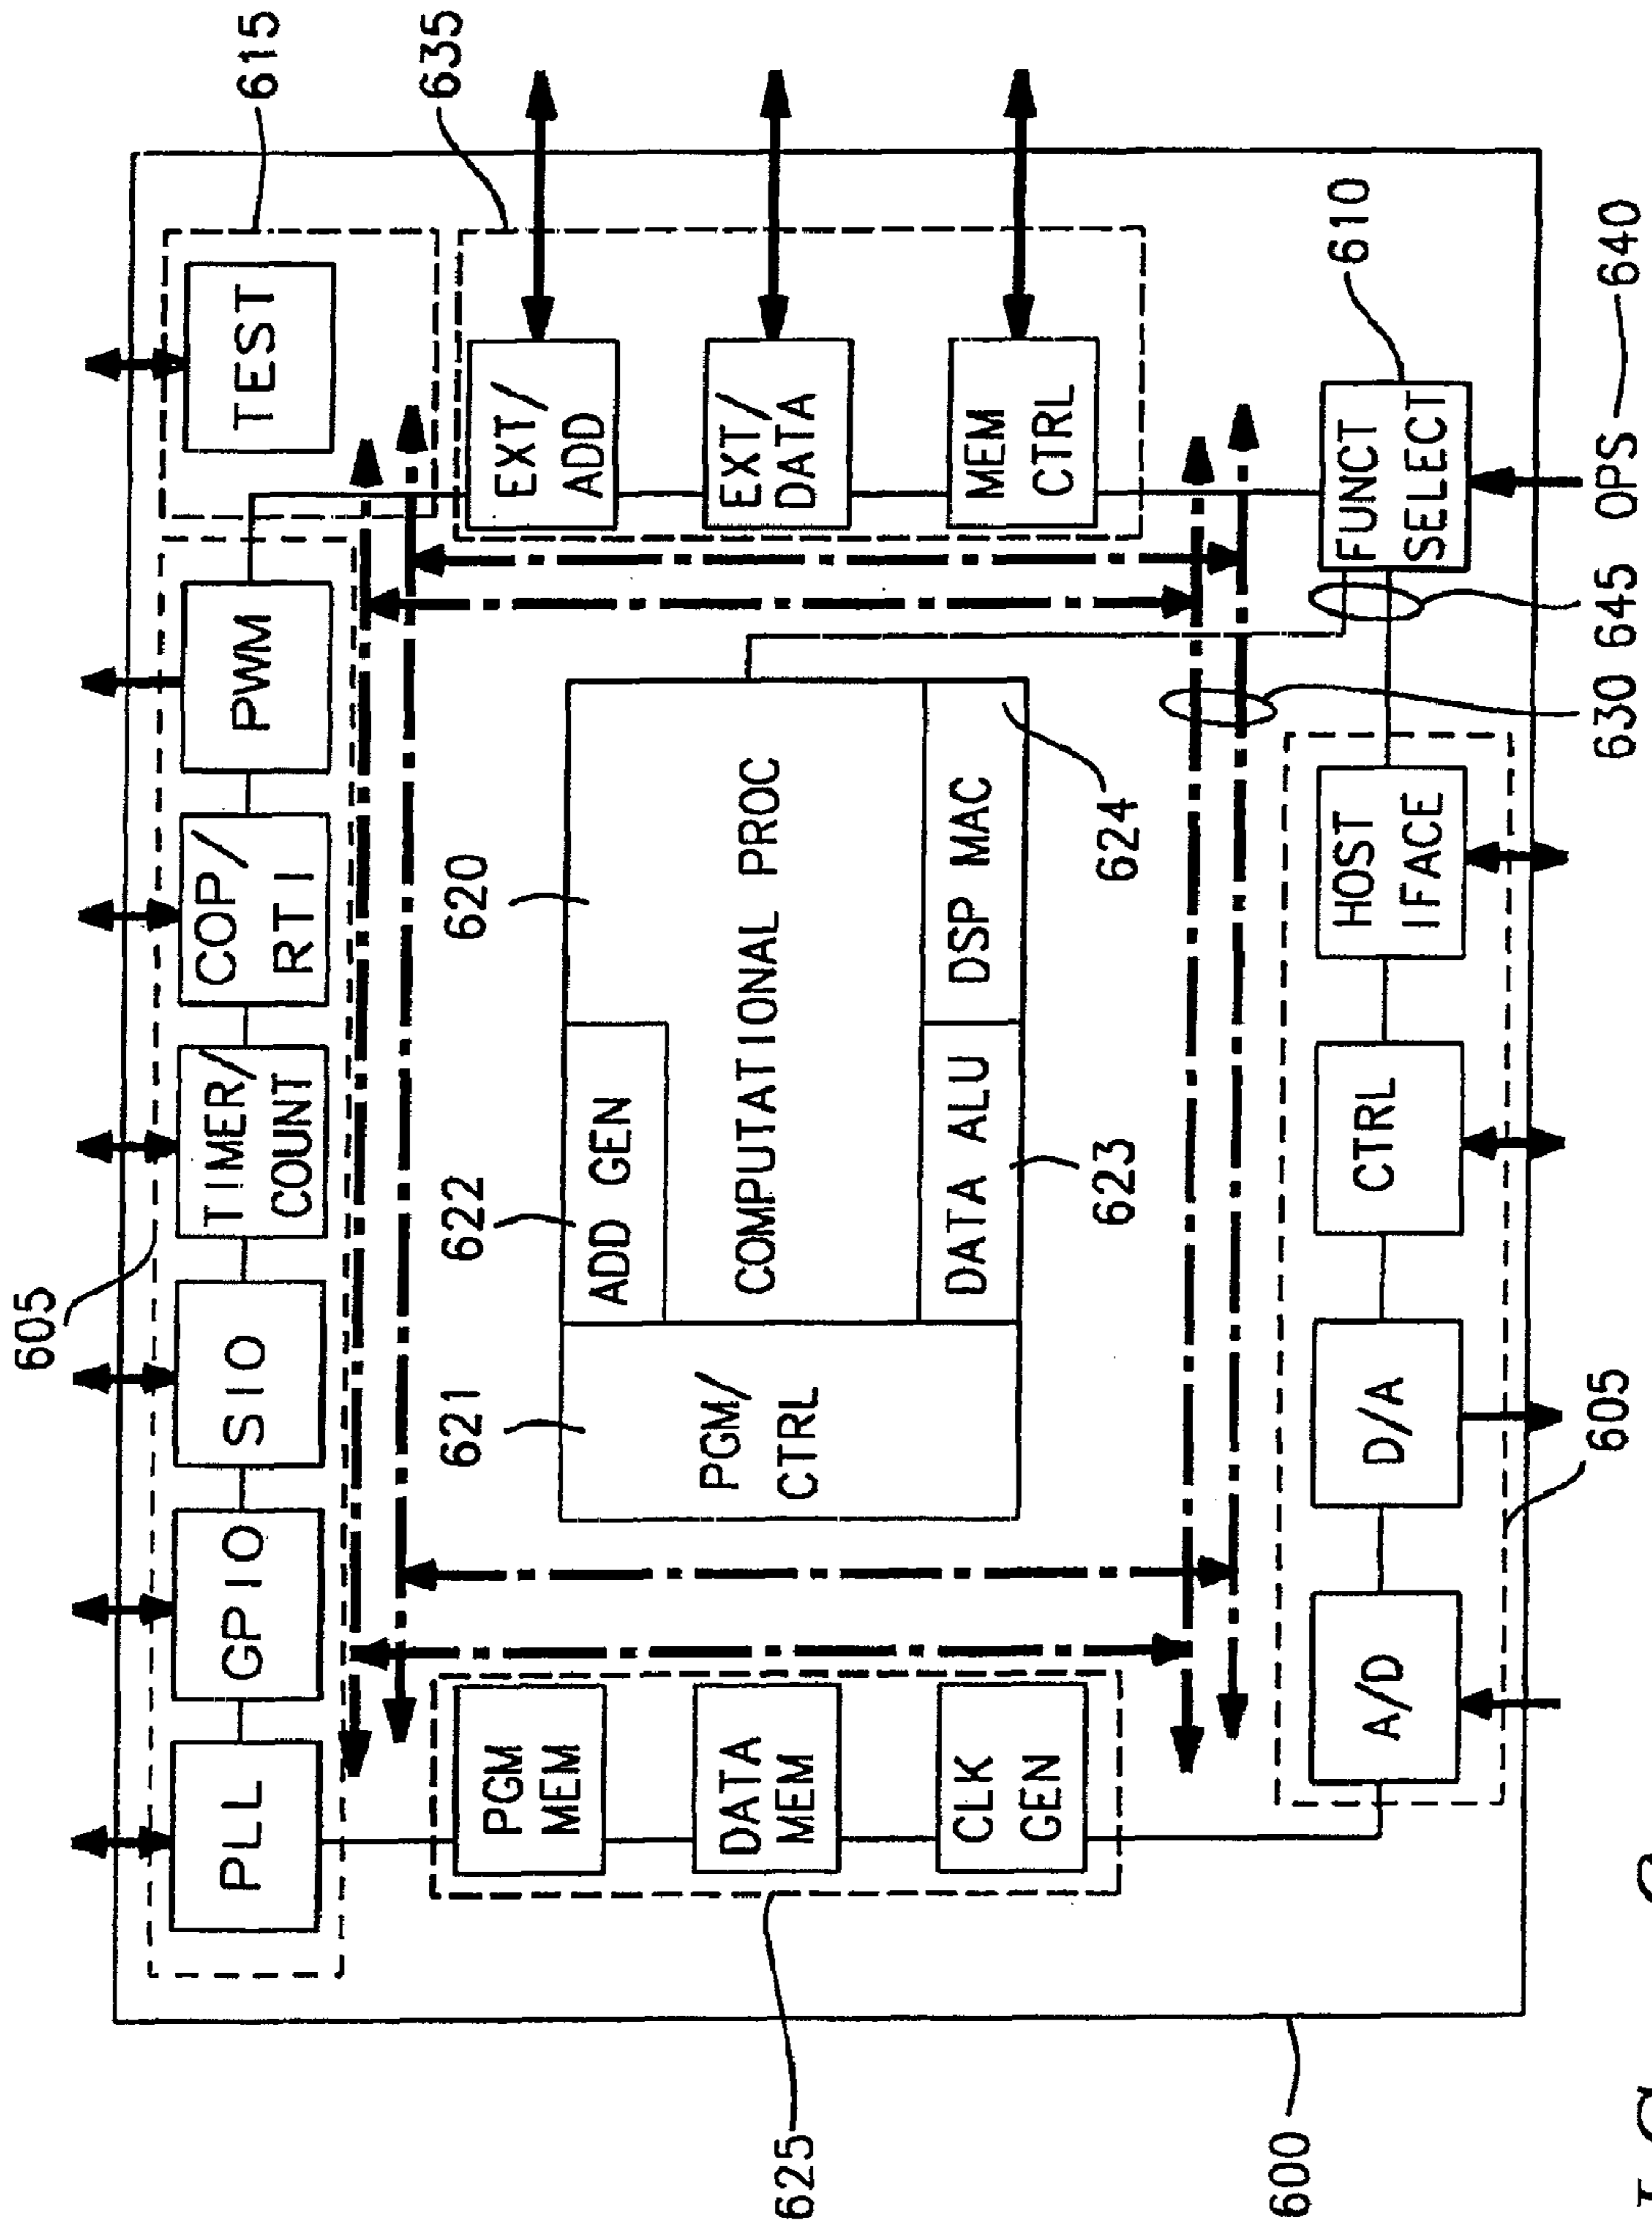 605
615
PLL
GPIO
SIO
TIMER/
COUNT
COP/
RTI
PWM
TEST
635
621
622
620
PGM
MEM
ADD GEN
EXT/
ADD
625
DATA
MEM
PGM/
CTRL
COMPUTATIONAL PROC
EXT/
DATA
CLK
GEN
DATA ALU
DSP MAC
MEM
CTRL
623
624
600
A/D
D/A
CTRL
HOST
IFACE
FUNCT
SELECT
610
605
630
645
OPS
640